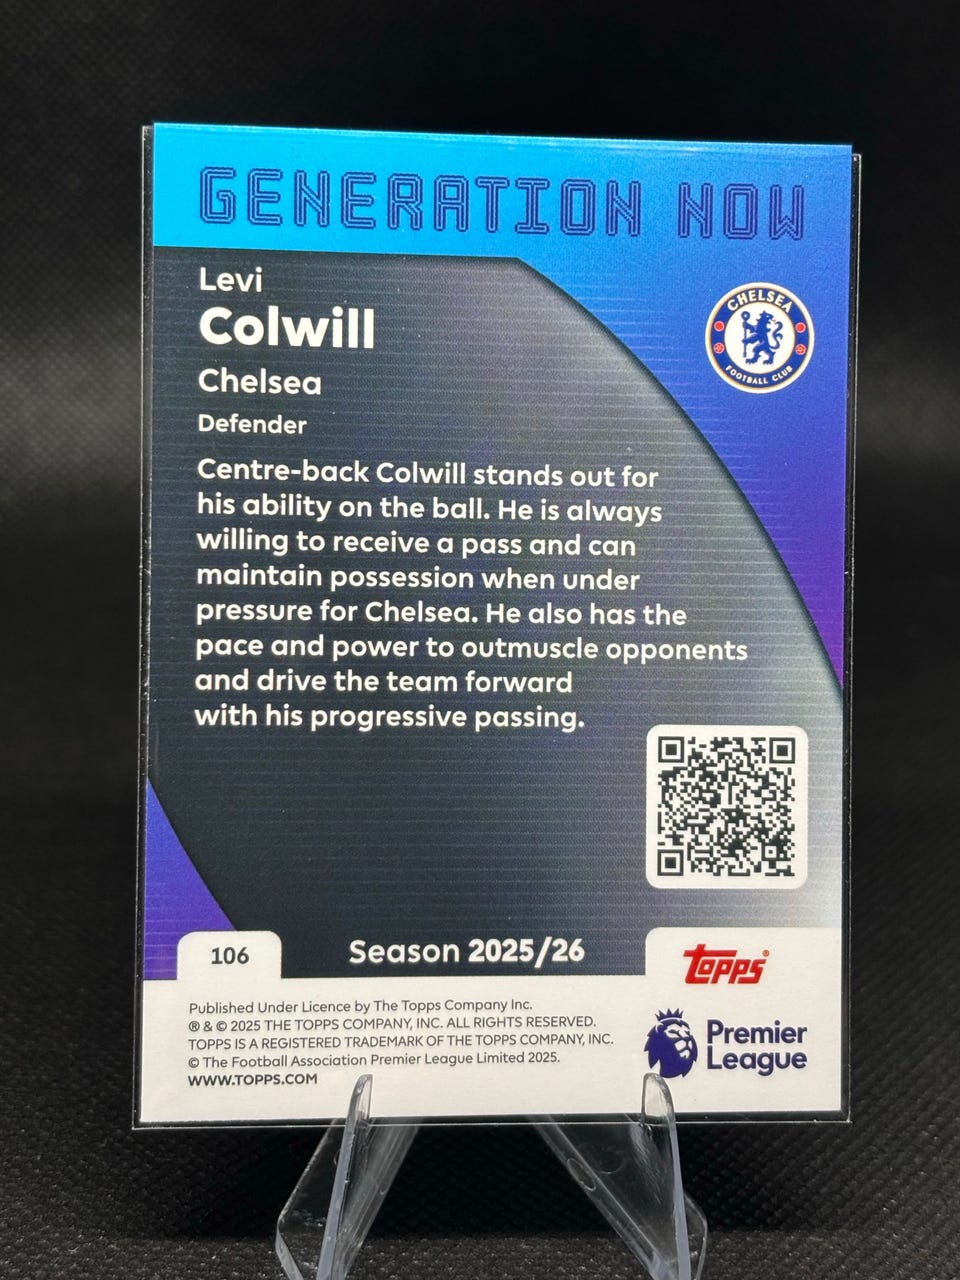 GENERATION NOW
Levi
Colwill
Chelsea
Defender
CHELSEA
FOOTBALL CLUB
Centre-back Colwill stands out for
his ability on the ball. He is always
willing to receive a pass and can
maintain possession when under
pressure for Chelsea. He also has the
pace and power to outmuscle opponents
and drive the team forward
with his progressive passing.
106
Season 2025/26
Topps®
Published Under Licence by The Topps Company Inc.
® & © 2025 THE TOPPS COMPANY, INC. ALL RIGHTS RESERVED.
TOPPS IS A REGISTERED TRADEMARK OF THE TOPPS COMPANY, INC.
© The Football Association Premier League Limited 2025.
WWW.TOPPS.COM
Premier
League